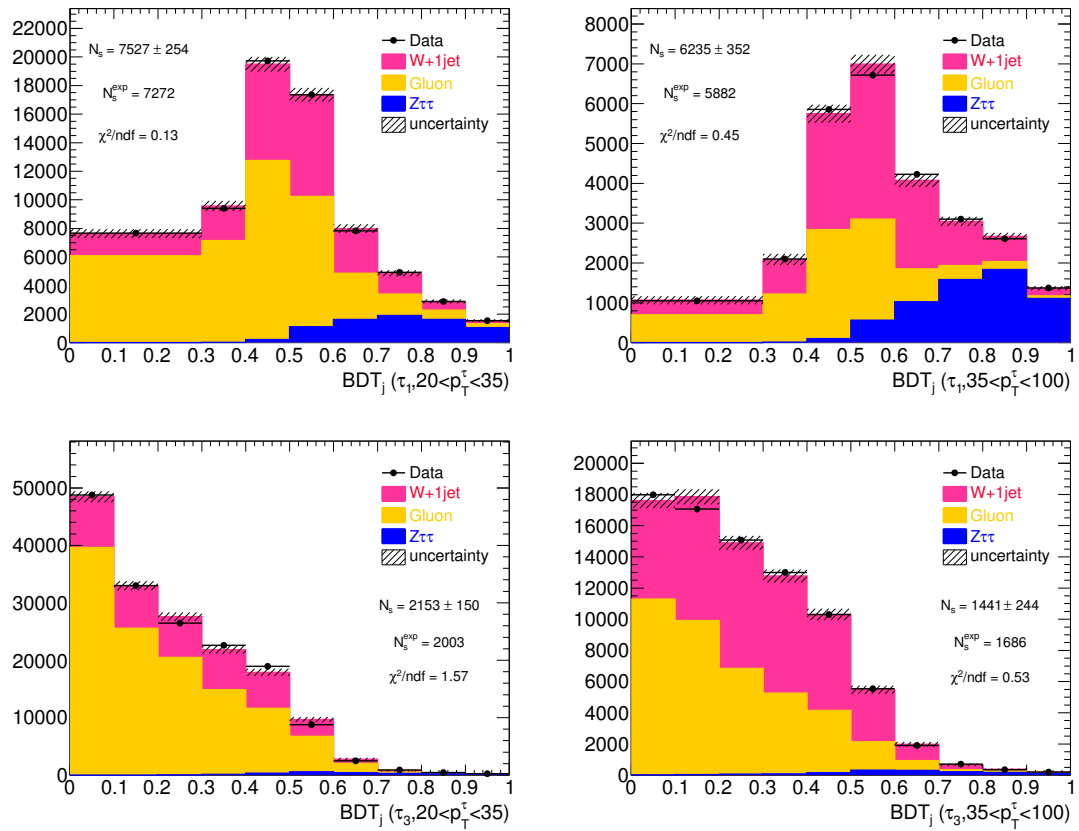 20000
18000
16000
14000
12000
10000
8000
6000
4000
2000
0
N_s = 7527 ± 254
N_s^exp = 7272
χ²/ndf = 0.13
Data
W+1jet
Gluon
Zττ
uncertainty
0 0.1 0.2 0.3 0.4 0.5 0.6 0.7 0.8 0.9 1
BDT_j (τ_1,20<p_T^τ<35)
8000
7000
6000
5000
4000
3000
2000
1000
0
N_s = 6235 ± 352
N_s^exp = 5882
χ²/ndf = 0.45
Data
W+1jet
Gluon
Zττ
uncertainty
0 0.1 0.2 0.3 0.4 0.5 0.6 0.7 0.8 0.9 1
BDT_j (τ_1,35<p_T^τ<100)
50000
40000
30000
20000
10000
0
Data
W+1jet
Gluon
Zττ
uncertainty
N_s = 2153 ± 150
N_s^exp = 2003
χ²/ndf = 1.57
0 0.1 0.2 0.3 0.4 0.5 0.6 0.7 0.8 0.9 1
BDT_j (τ_3,20<p_T^τ<35)
20000
18000
16000
14000
12000
10000
8000
6000
4000
2000
0
Data
W+1jet
Gluon
Zττ
uncertainty
N_s = 1441 ± 244
N_s^exp = 1686
χ²/ndf = 0.53
0 0.1 0.2 0.3 0.4 0.5 0.6 0.7 0.8 0.9 1
BDT_j (τ_3,35<p_T^τ<100)